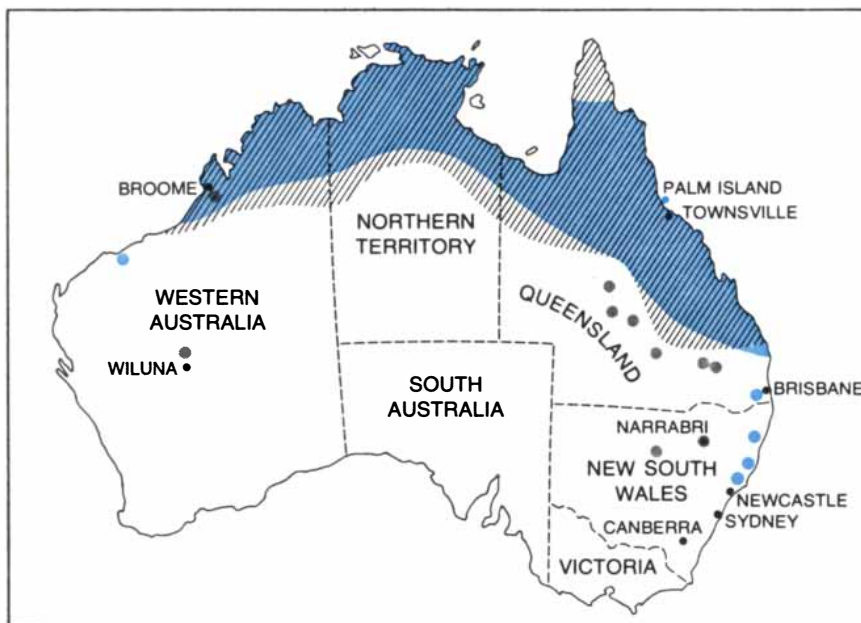 BROOME
PALM ISLAND
TOWNSVILLE
NORTHERN
TERRITORY
WESTERN
AUSTRALIA
QUEENSLAND
WILUNA
SOUTH
AUSTRALIA
BRISBANE
NARRABRI
NEW SOUTH
WALES
NEWCASTLE
SYDNEY
CANBERRA
VICTORIA